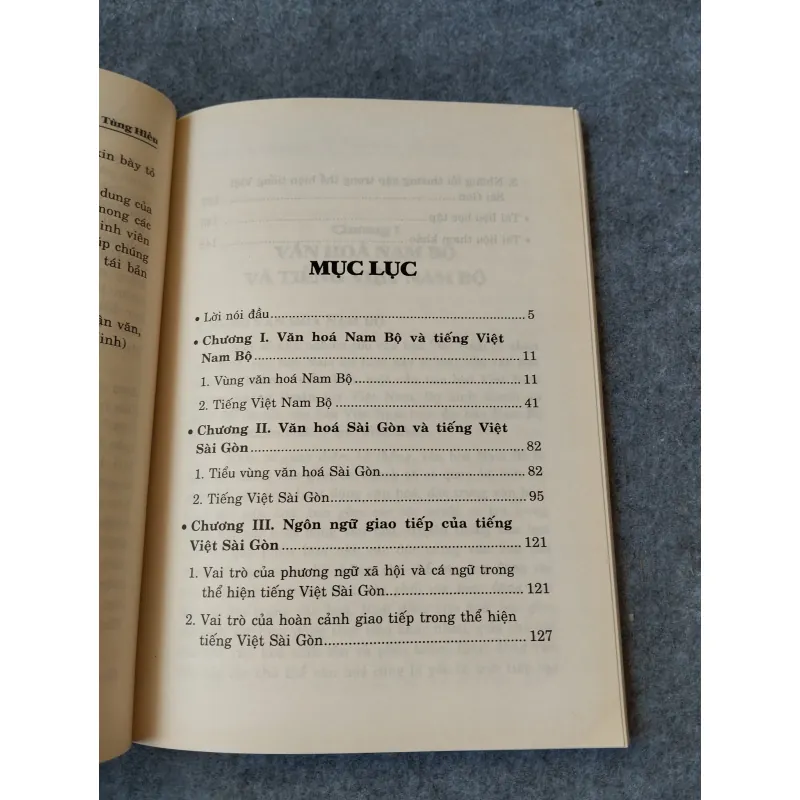 Tùng Hiếu
xin bày tỏ
dung của
mong các
inh viên
úp chúng
tái bản
ăn văn,
inh)
MỤC LỤC
• Lời nói đầu 5
• Chương I. Văn hoá Nam Bộ và tiếng Việt
Nam Bộ 11
1. Vùng văn hoá Nam Bộ 11
2. Tiếng Việt Nam Bộ 41
• Chương II. Văn hoá Sài Gòn và tiếng Việt
Sài Gòn 82
1. Tiểu vùng văn hoá Sài Gòn 82
2. Tiếng Việt Sài Gòn 95
• Chương III. Ngôn ngữ giao tiếp của tiếng
Việt Sài Gòn 121
1. Vai trò của phương ngữ xã hội và cá ngữ trong
thể hiện tiếng Việt Sài Gòn 121
2. Vai trò của hoàn cảnh giao tiếp trong thể hiện
tiếng Việt Sài Gòn 127